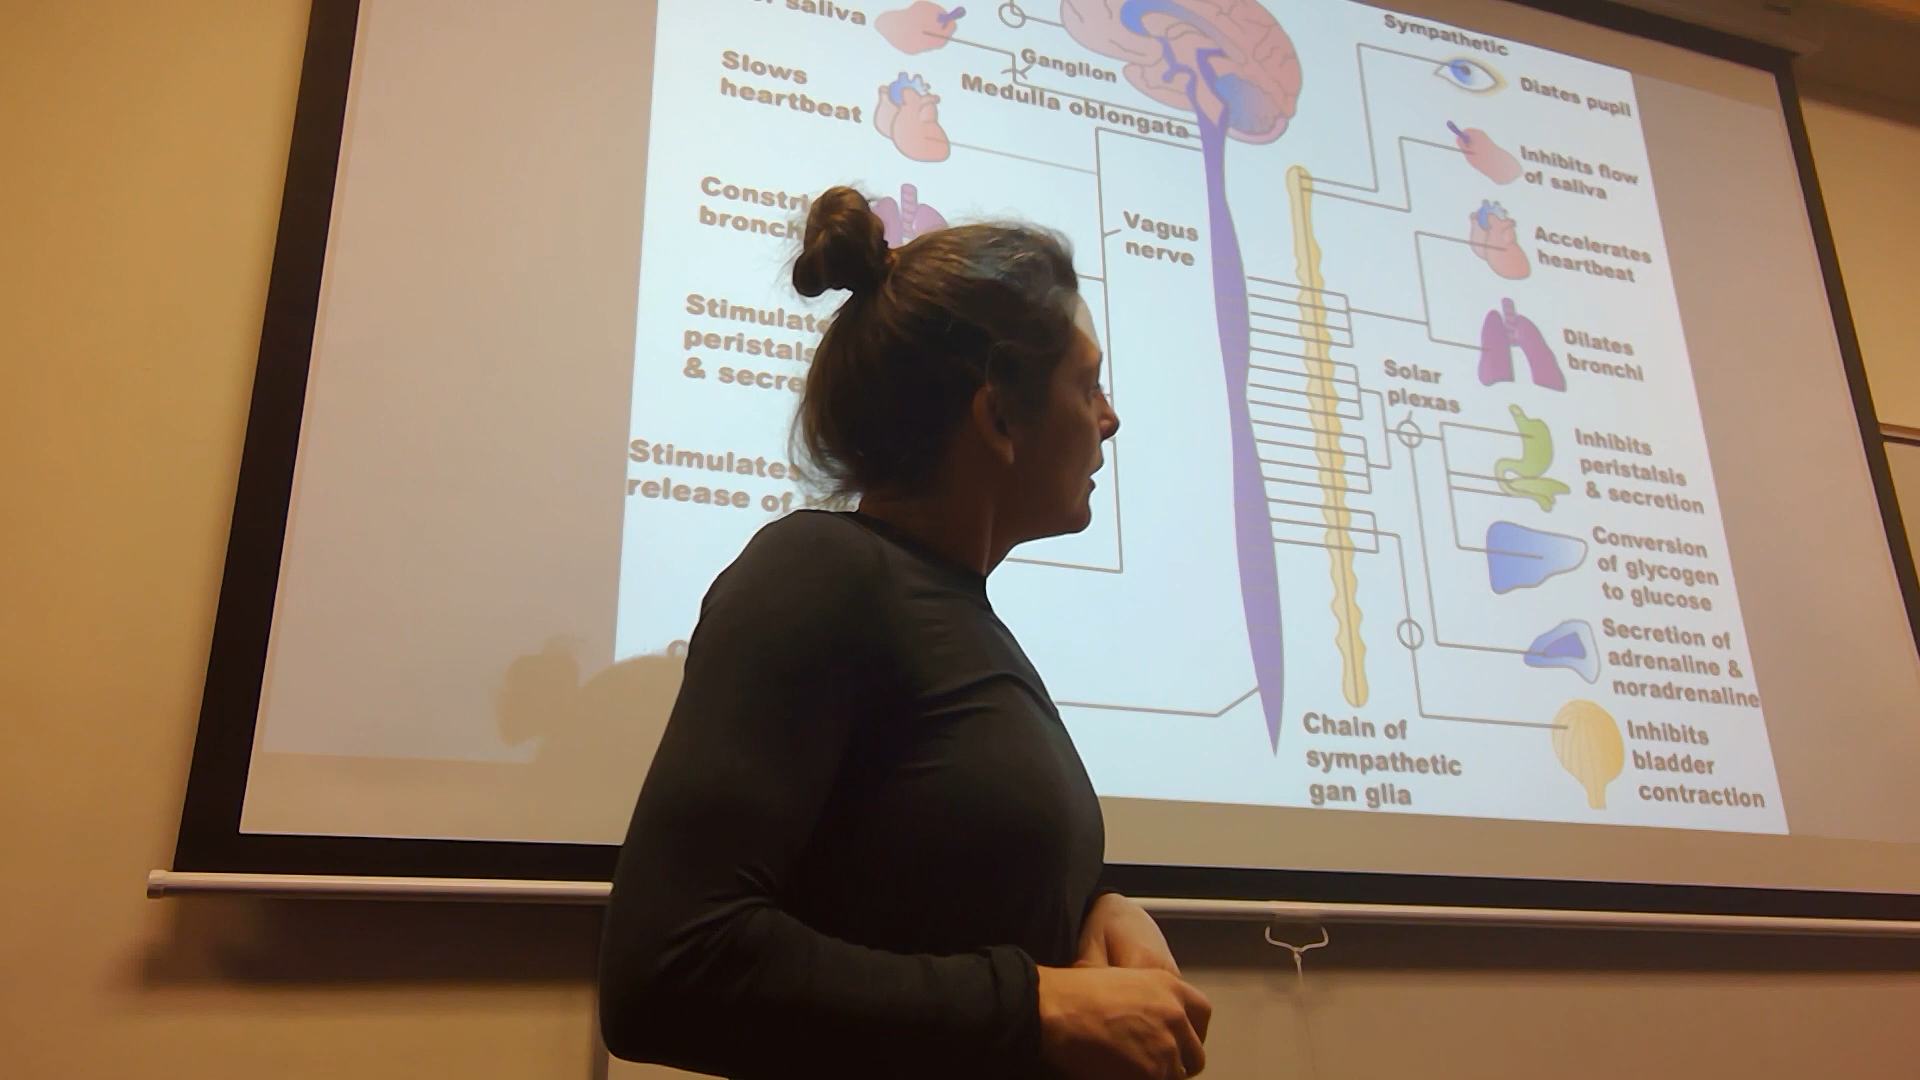 saliva
Slows
heartbeat
Ganglion
Medulla oblongata
Constri
bronch
Vagus
nerve
Stimulate
peristals
& secre
Stimulates
release of
Sympathetic
Diates pupil
Inhibits flow
of saliva
Accelerates
heartbeat
Dilates
bronchi
Solar
plexas
Inhibits
peristalsis
& secretion
Conversion
of glycogen
to glucose
Secretion of
adrenaline &
noradrenaline
Inhibits
bladder
contraction
Chain of
sympathetic
gan glia